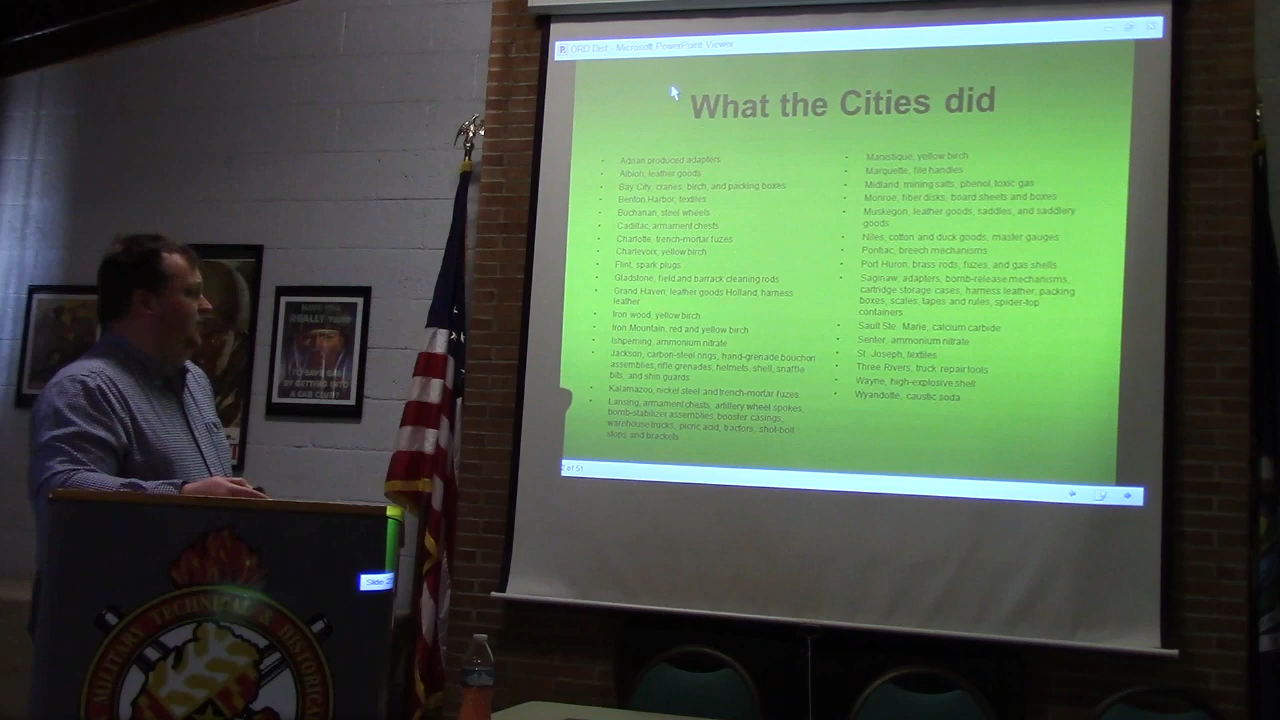 ORD Dist - Microsoft PowerPoint Viewer
What the Cities did
• Adrian produced adapters
• Albion, leather goods
• Bay City, cranes, birch, and packing boxes
• Benton Harbor, textiles
• Buchanan, steel wheels
• Cadillac, armament chests
• Charlotte, trench-mortar fuzes
• Charlevoix, yellow birch
• Flint, spark plugs
• Gladstone, field and barrack cleaning rods
• Grand Haven, leather goods Holland, harness
leather
• Iron wood, yellow birch
• Iron Mountain, red and yellow birch
• Ishpeming, ammonium nitrate
• Jackson, carbon-steel rings, hand-grenade bouchon
assemblies, rifle grenades, helmets, shell, snaffle
bits, and shin guards
• Kalamazoo, nickel steel and trench-mortar fuzes
• Lansing, armament chests, artillery wheel spokes,
bomb-stabilizer assemblies, booster casings,
warehouse trucks, picric acid, tractors, shot-bolt
stops and brackets
• Manistique, yellow birch
• Marquette, file handles
• Midland, mining salts, phenol, toxic gas
• Monroe, fiber disks, board sheets and boxes
• Muskegon, leather goods, saddles, and saddlery
goods
• Niles, cotton and duck goods, master gauges
• Pontiac, breech mechanisms
• Port Huron, brass rods, fuzes, and gas shells
• Saginaw, adapters, bomb-release mechanisms,
cartridge storage cases, harness leather, packing
boxes, scales, tapes and rules, spider-top
containers
• Sault Ste. Marie, calcium carbide
• Senter, ammonium nitrate
• St. Joseph, textiles
• Three Rivers, truck repair tools
• Wayne, high-explosive shell
• Wyandotte, caustic soda
of 51
REALLY
TO SAVE GAS
BY GETTING INTO
A CAR CLUB?
Slide
MILITARY TECHNICAL & HISTORICAL